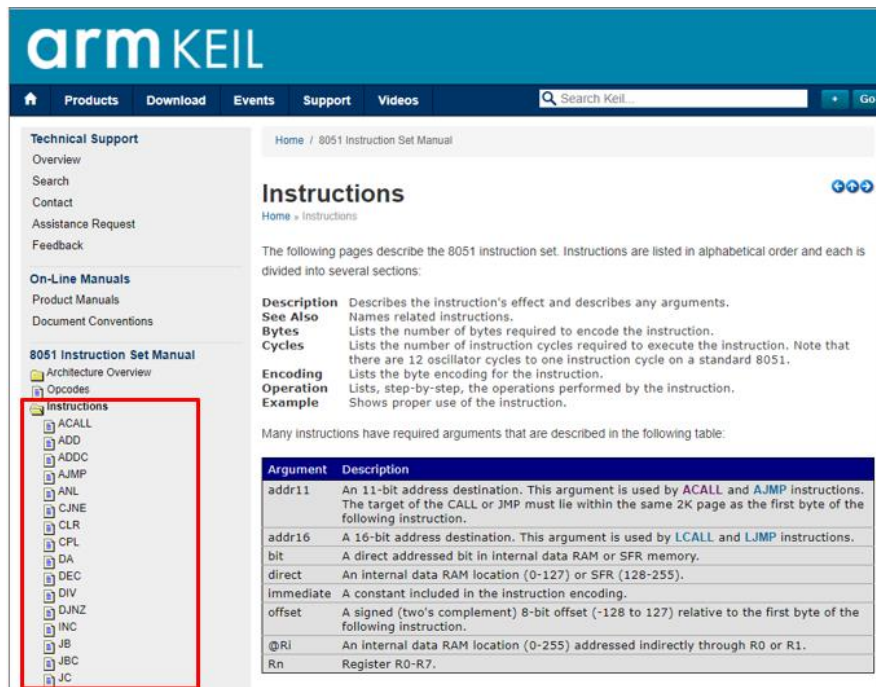 arm KEIL
Products Download Events Support Videos Search Keil... + Go
Technical Support
Overview
Search
Contact
Assistance Request
Feedback
On-Line Manuals
Product Manuals
Document Conventions
8051 Instruction Set Manual
Architecture Overview
Opcodes
Instructions
ACALL
ADD
ADDC
AJMP
ANL
CJNE
CLR
CPL
DA
DEC
DIV
DJNZ
INC
JB
JBC
JC
Home / 8051 Instruction Set Manual
Instructions
Home » Instructions
The following pages describe the 8051 instruction set. Instructions are listed in alphabetical order and each is
divided into several sections:
Description Describes the instruction's effect and describes any arguments.
See Also Names related instructions.
Bytes Lists the number of bytes required to encode the instruction.
Cycles Lists the number of instruction cycles required to execute the instruction. Note that
there are 12 oscillator cycles to one instruction cycle on a standard 8051.
Encoding Lists the byte encoding for the instruction.
Operation Lists, step-by-step, the operations performed by the instruction.
Example Shows proper use of the instruction.
Many instructions have required arguments that are described in the following table:
Argument Description
addr11 An 11-bit address destination. This argument is used by ACALL and AJMP instructions.
The target of the CALL or JMP must lie within the same 2K page as the first byte of the
following instruction.
addr16 A 16-bit address destination. This argument is used by LCALL and LJMP instructions.
bit A direct addressed bit in internal data RAM or SFR memory.
direct An internal data RAM location (0-127) or SFR (128-255).
immediate A constant included in the instruction encoding.
offset A signed (two's complement) 8-bit offset (-128 to 127) relative to the first byte of the
following instruction.
@Ri An internal data RAM location (0-255) addressed indirectly through R0 or R1.
Rn Register R0-R7.